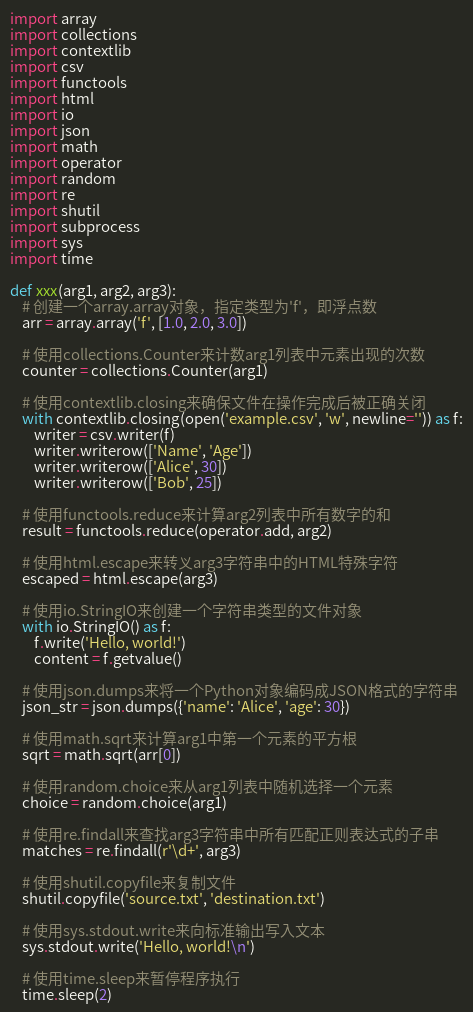 import array
import collections
import contextlib
import csv
import functools
import html
import io
import json
import math
import operator
import random
import re
import shutil
import subprocess
import sys
import time

def xxx(arg1, arg2, arg3):
    # 创建一个array.array对象，指定类型为'f'，即浮点数
    arr = array.array('f', [1.0, 2.0, 3.0])

    # 使用collections.Counter来计数arg1列表中元素出现的次数
    counter = collections.Counter(arg1)

    # 使用contextlib.closing来确保文件在操作完成后被正确关闭
    with contextlib.closing(open('example.csv', 'w', newline='')) as f:
        writer = csv.writer(f)
        writer.writerow(['Name', 'Age'])
        writer.writerow(['Alice', 30])
        writer.writerow(['Bob', 25])

    # 使用functools.reduce来计算arg2列表中所有数字的和
    result = functools.reduce(operator.add, arg2)

    # 使用html.escape来转义arg3字符串中的HTML特殊字符
    escaped = html.escape(arg3)

    # 使用io.StringIO来创建一个字符串类型的文件对象
    with io.StringIO() as f:
        f.write('Hello, world!')
        content = f.getvalue()

    # 使用json.dumps来将一个Python对象编码成JSON格式的字符串
    json_str = json.dumps({'name': 'Alice', 'age': 30})

    # 使用math.sqrt来计算arg1中第一个元素的平方根
    sqrt = math.sqrt(arr[0])

    # 使用random.choice来从arg1列表中随机选择一个元素
    choice = random.choice(arg1)

    # 使用re.findall来查找arg3字符串中所有匹配正则表达式的子串
    matches = re.findall(r'\d+', arg3)

    # 使用shutil.copyfile来复制文件
    shutil.copyfile('source.txt', 'destination.txt')

    # 使用sys.stdout.write来向标准输出写入文本
    sys.stdout.write('Hello, world!\n')

    # 使用time.sleep来暂停程序执行
    time.sleep(2)